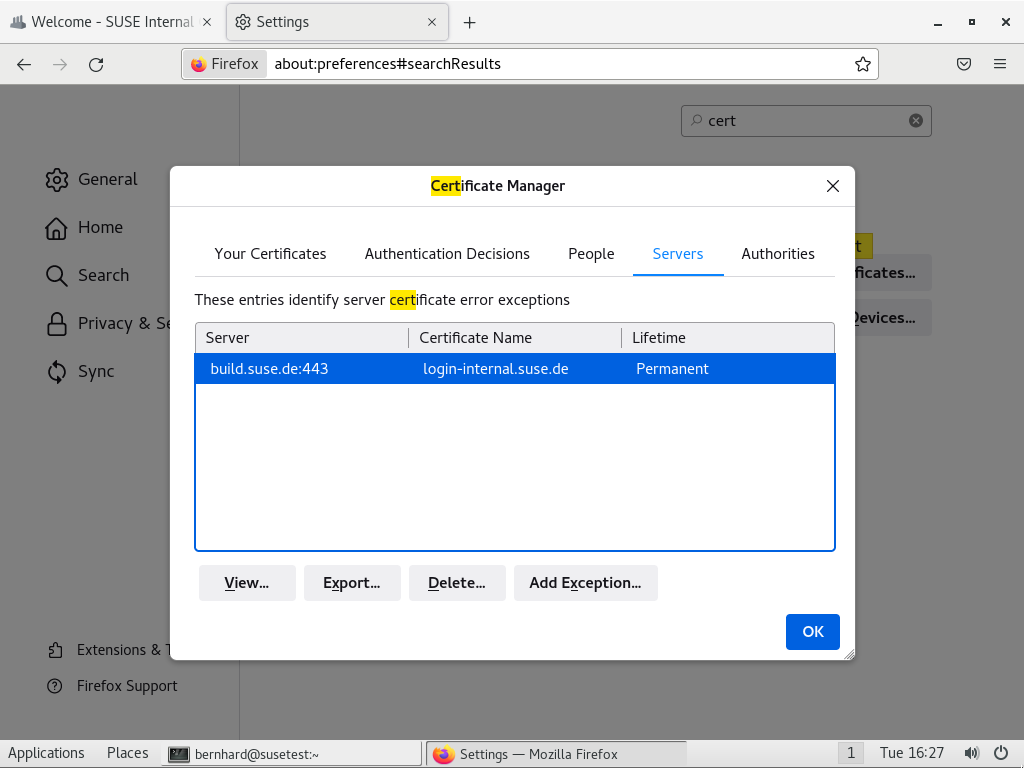 Welcome - SUSE Internal
Settings
Firefox
about:preferences#searchResults
cert
General
Home
Search
Privacy & Se
Sync
Extensions & T
Firefox Support
Certificate Manager
Your Certificates
Authentication Decisions
People
Servers
Authorities
These entries identify server certificate error exceptions
Server
Certificate Name
Lifetime
build.suse.de:443
login-internal.suse.de
Permanent
View...
Export...
Delete...
Add Exception...
OK
t
ficates...
Devices...
Applications
Places
bernhard@susetest:~
Settings — Mozilla Firefox
1
Tue 16:27